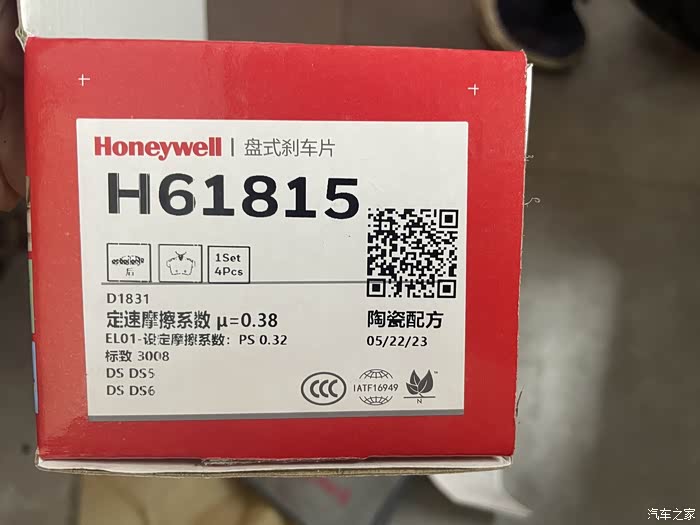 Honeywell | 盘式刹车片
H61815
后
1Set
4Pcs
D1831
定速摩擦系数 μ=0.38
EL01-设定摩擦系数: PS 0.32
标致 3008
DS DS5
DS DS6
陶瓷配方
05/22/23
CCC
IATF16949
N
汽车之家